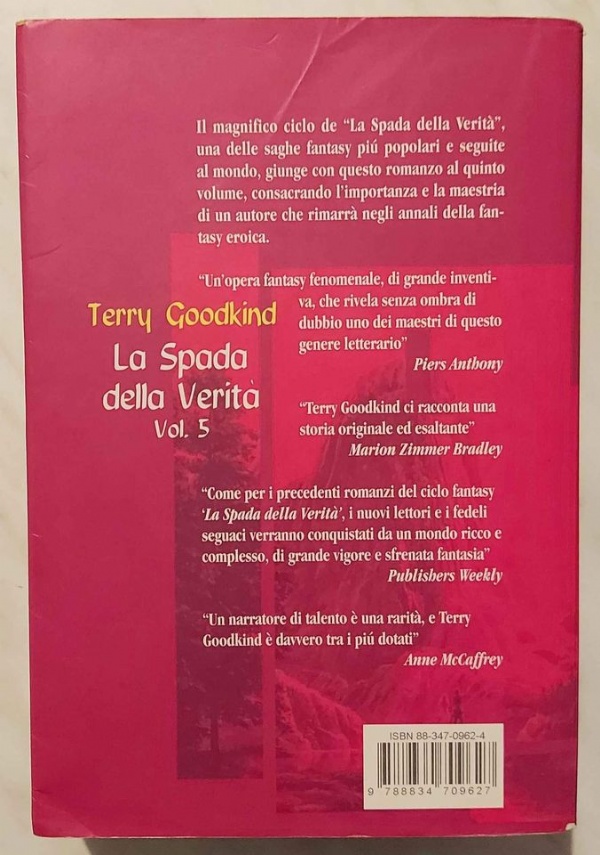 Il magnifico ciclo de “La Spada della Verità”,
una delle saghe fantasy piú popolari e seguite
al mondo, giunge con questo romanzo al quinto
volume, consacrando l'importanza e la maestria
di un autore che rimarrà negli annali della fan-
tasy eroica.
“Un'opera fantasy fenomenale, di grande inventi-
va, che rivela senza ombra di
dubbio uno dei maestri di questo
genere letterario”
Piers Anthony
Terry Goodkind
La Spada
della Verità
Vol. 5
“Terry Goodkind ci racconta una
storia originale ed esaltante”
Marion Zimmer Bradley
“Come per i precedenti romanzi del ciclo fantasy
‘La Spada della Verità’, i nuovi lettori e i fedeli
seguaci verranno conquistati da un mondo ricco e
complesso, di grande vigore e sfrenata fantasia”
Publishers Weekly
“Un narratore di talento è una rarità, e Terry
Goodkind è davvero tra i piú dotati”
Anne McCaffrey
ISBN 88-347-0962-4
9 788834 709627